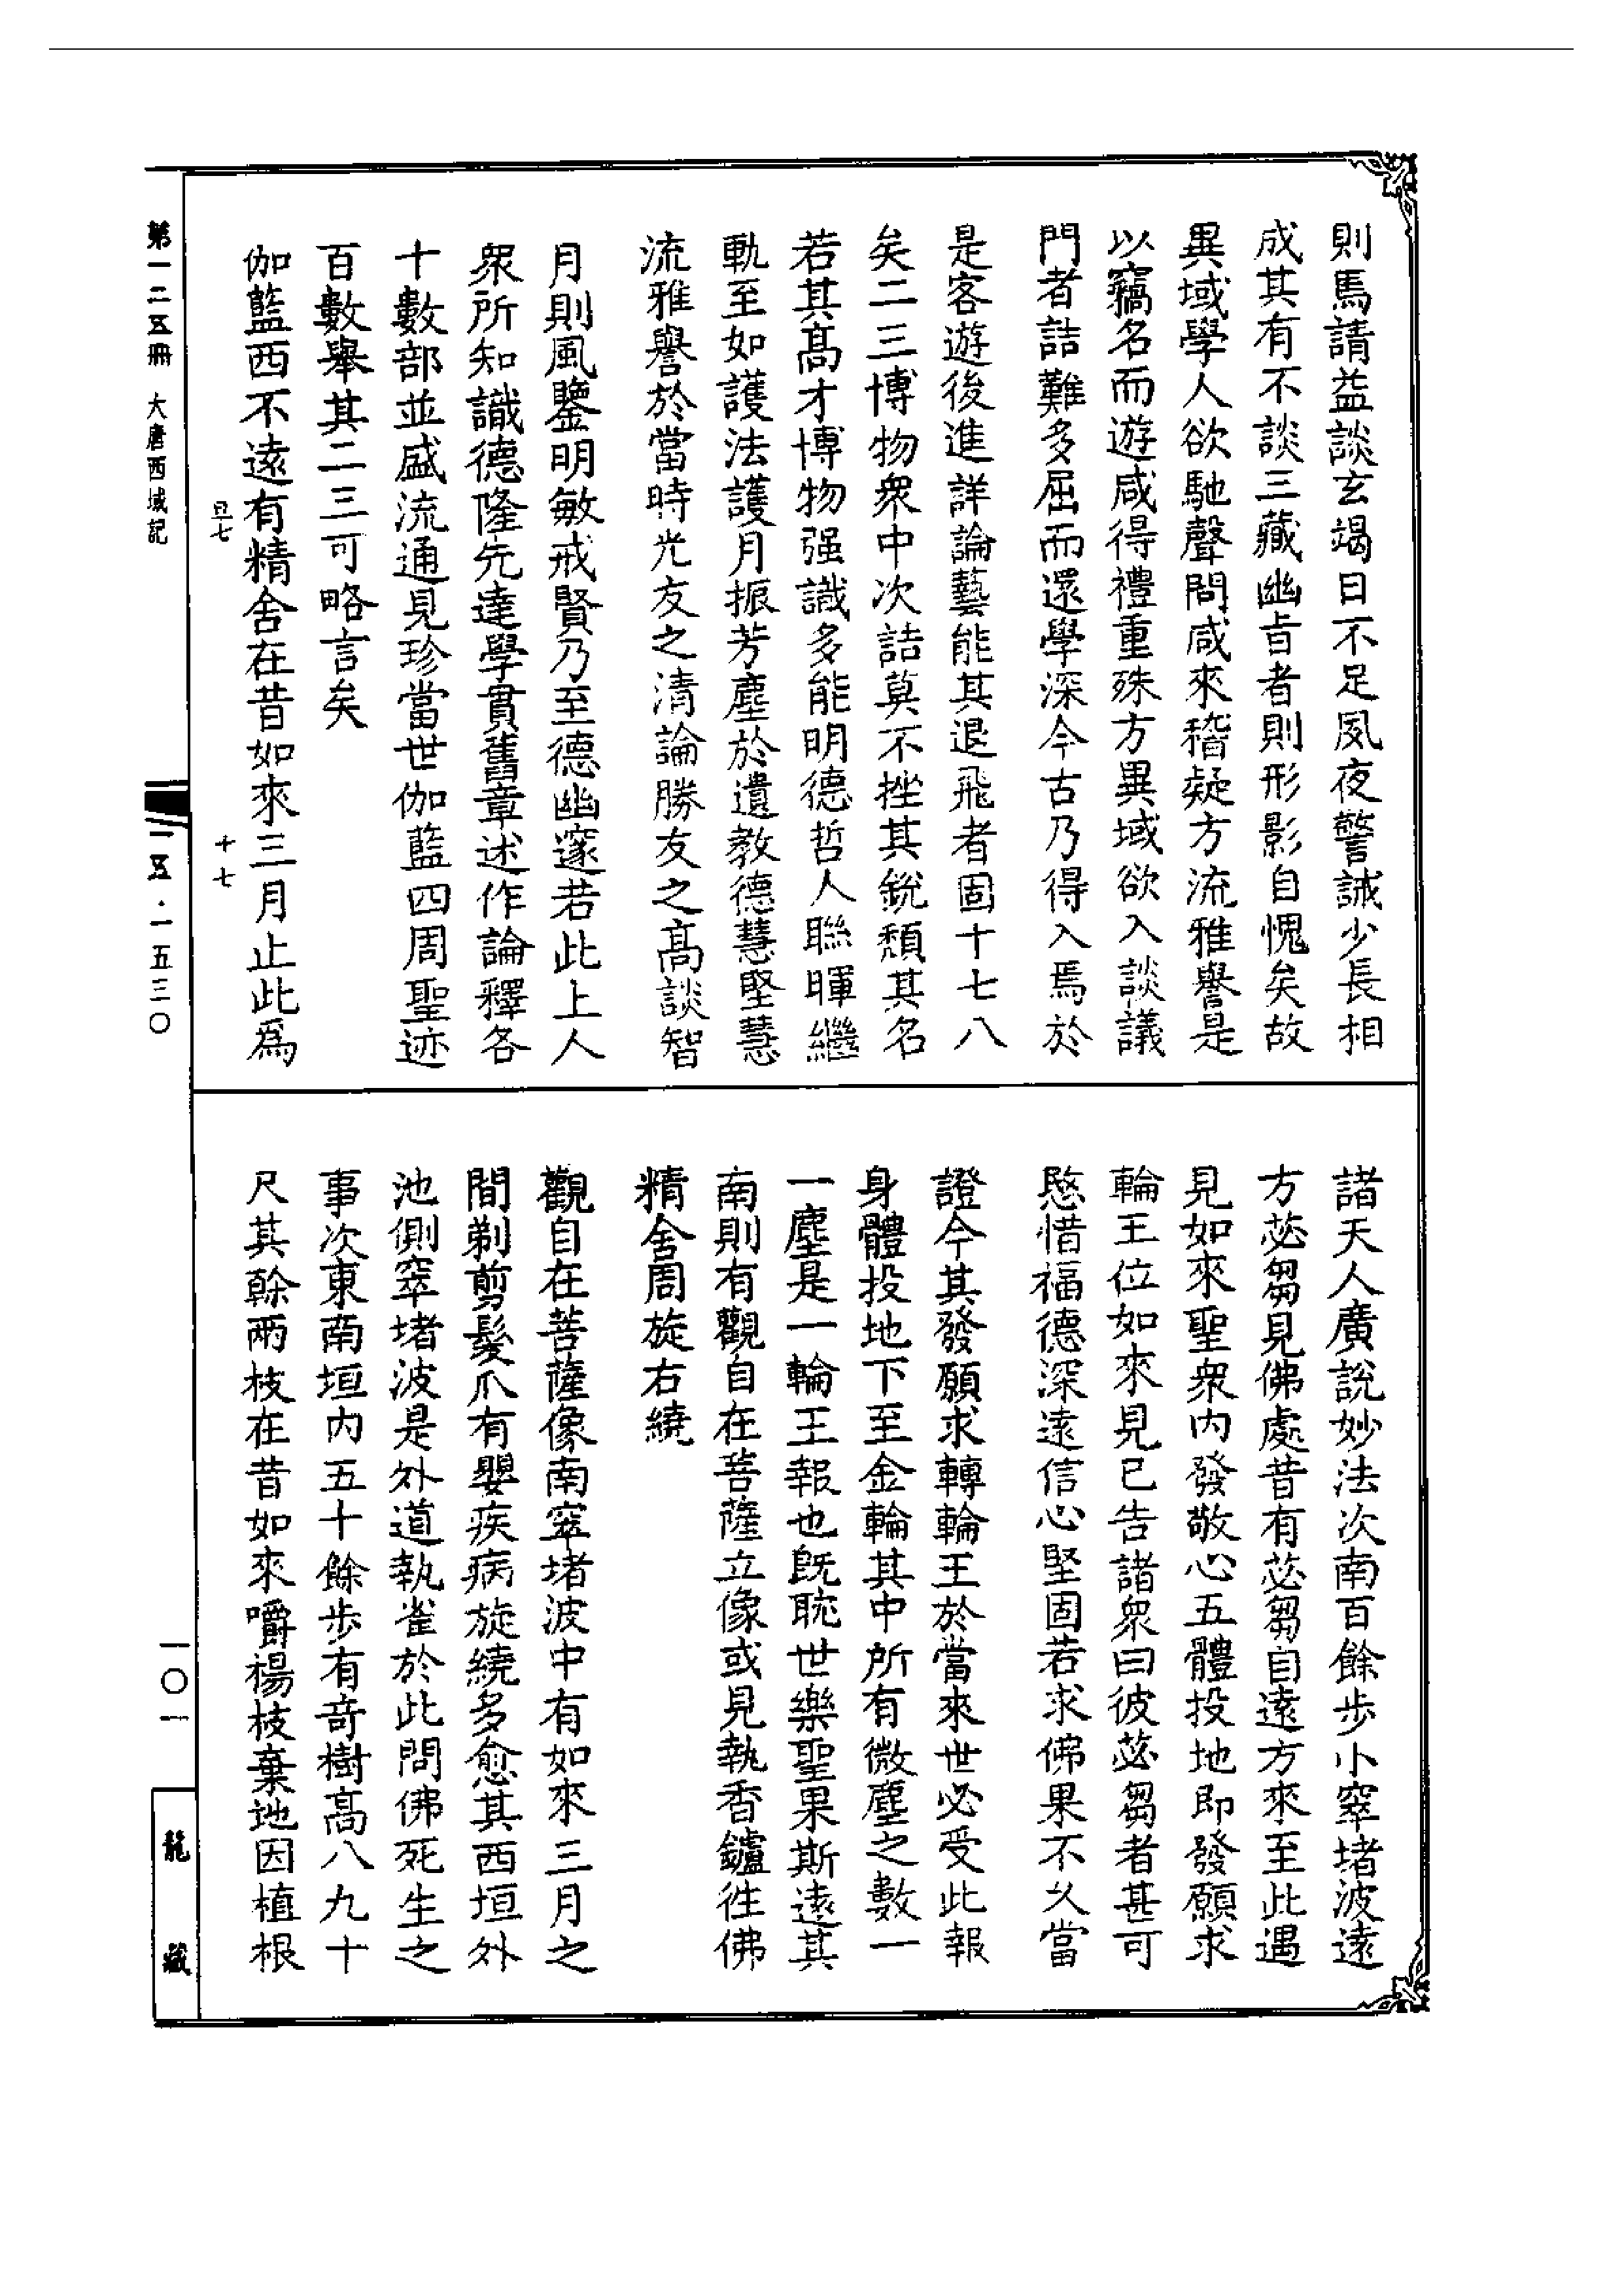 則馬請益談玄竭日不足夙夜警誡少長相
成其有不談三藏幽旨者則形影自愧矣故
異域學人欲馳聲問咸來稽疑方流雅譽是
以竊名而遊咸得禮重殊方異域欲入談議
門者詰難多屈而還學深今古乃得入焉於
是客遊後進詳論藝能其退飛者固十七八
矣二三博物衆中次詰莫不挫其銳頹其名
若其髙才博物强識多能明德哲人聯暉繼
軌至如護法護月振芳塵於遺教德慧堅慧
流雅譽於當時光友之清論勝友之髙談智
月則風鑒明敏戒賢乃至德幽邃若此上人
衆所知識德隆先達學貫舊章述作論釋各
十數部並盛流通見珍當世伽藍四周聖迹
百數舉其二三可略言矣
伽藍西不遠有精舍在昔如來三月止此爲
諸天人廣說妙法次南百餘步小窣堵波遠
方苾芻見佛處昔有苾芻自遠方來至此遇
見如來聖衆内發敬心五體投地即發願求
輪王位如來見已告諸衆曰彼苾芻者甚可
愍惜福德深遠信心堅固若求佛果不久當
證今其發願求轉輪王於當來世必受此報
身體投地下至金輪其中所有微塵之數一
一塵是一輪王報也旣耽世樂聖果斯遠其
南則有觀自在菩薩立像或見執香鑪徃佛
精舍周旋右繞
觀自在菩薩像南窣堵波中有如來三月之
間剃剪髮爪有嬰疾病旋繞多愈其西垣外
池側窣堵波是外道執雀於此問佛死生之
事次東南垣内五十餘步有竒樹髙八九十
尺其榦兩枝在昔如來嚼楊枝棄地因植根
第一二五冊 大唐西域記
十七
一二五·一五三〇
一〇一
龍藏